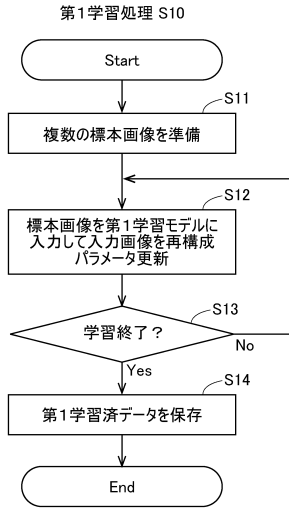 第１学習処理 S10
Start
S11
複数の標本画像を準備
S12
標本画像を第１学習モデルに
入力して入力画像を再構成
パラメータ更新
S13
学習終了？
No
Yes
S14
第１学習済データを保存
End